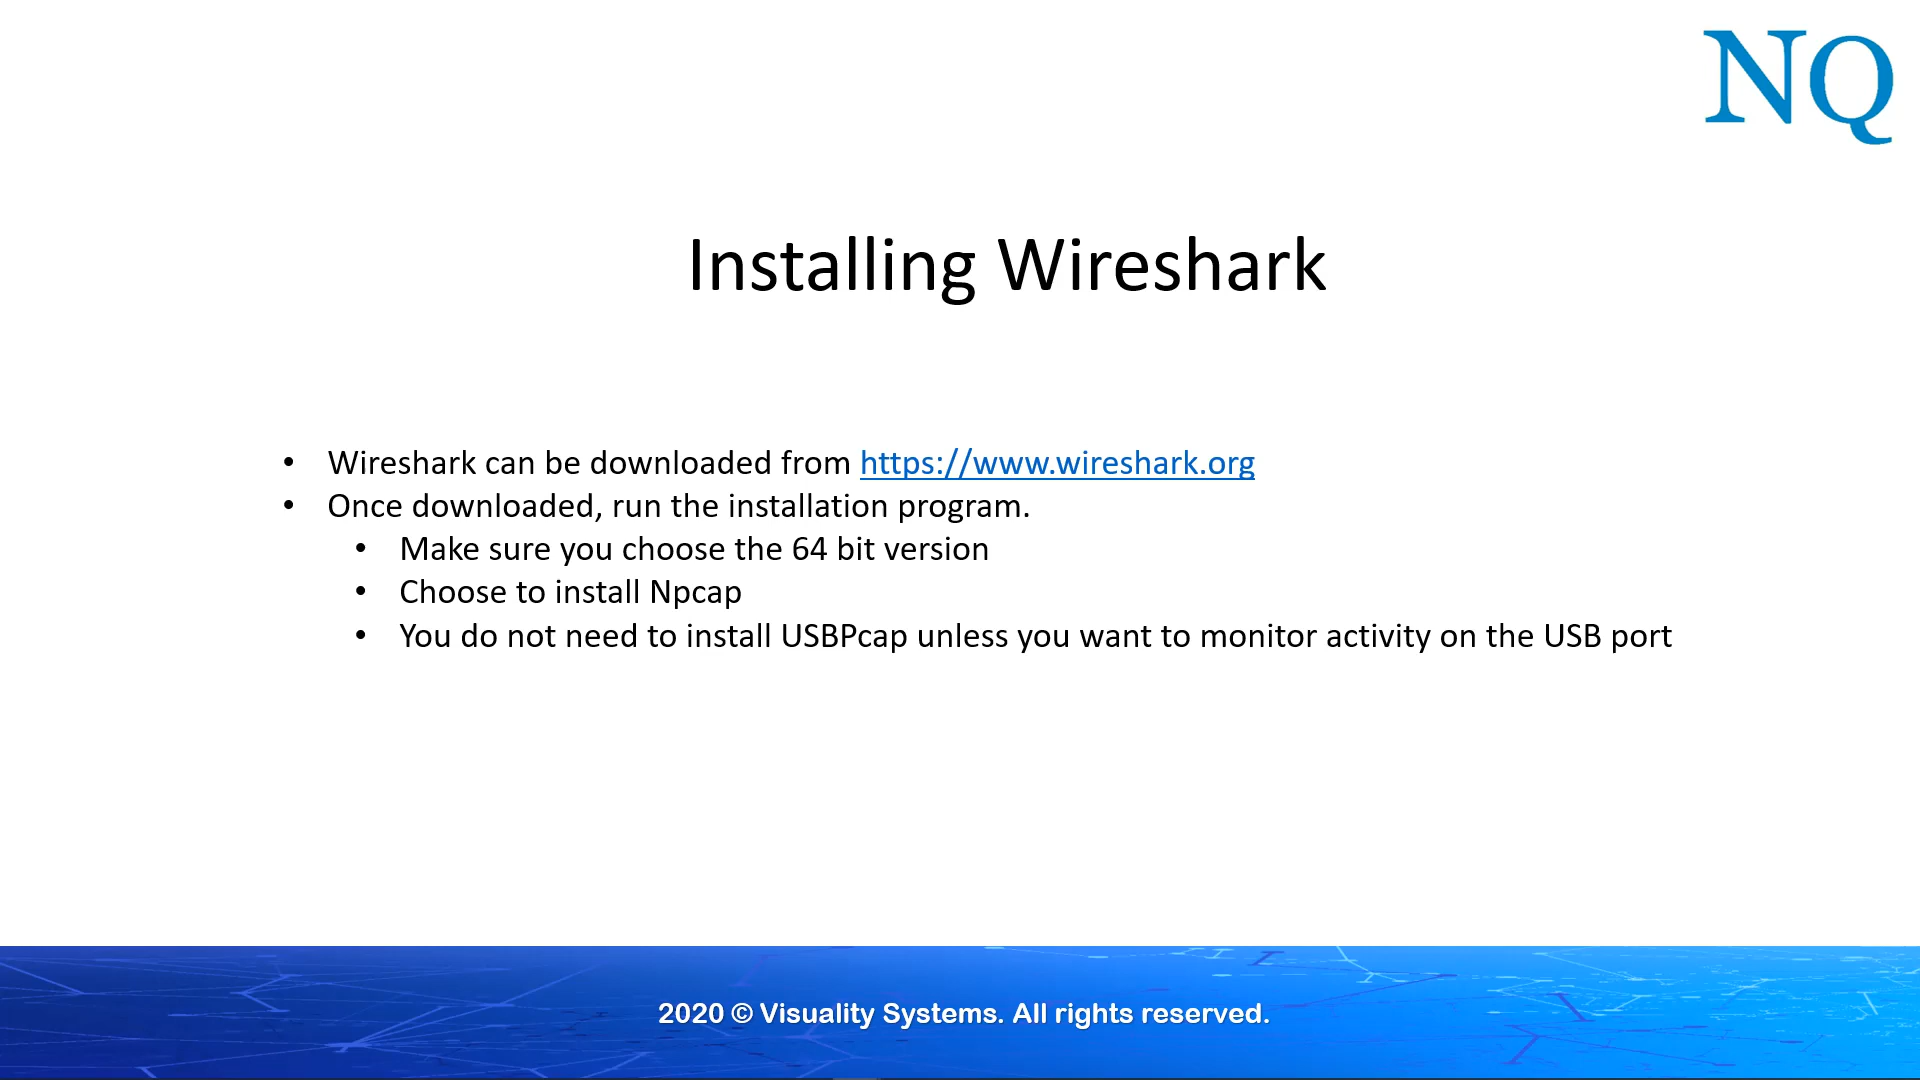 NQ
Installing Wireshark
• Wireshark can be downloaded from https://www.wireshark.org
• Once downloaded, run the installation program.
• Make sure you choose the 64 bit version
• Choose to install Npcap
• You do not need to install USBPcap unless you want to monitor activity on the USB port
2020 © Visuality Systems. All rights reserved.